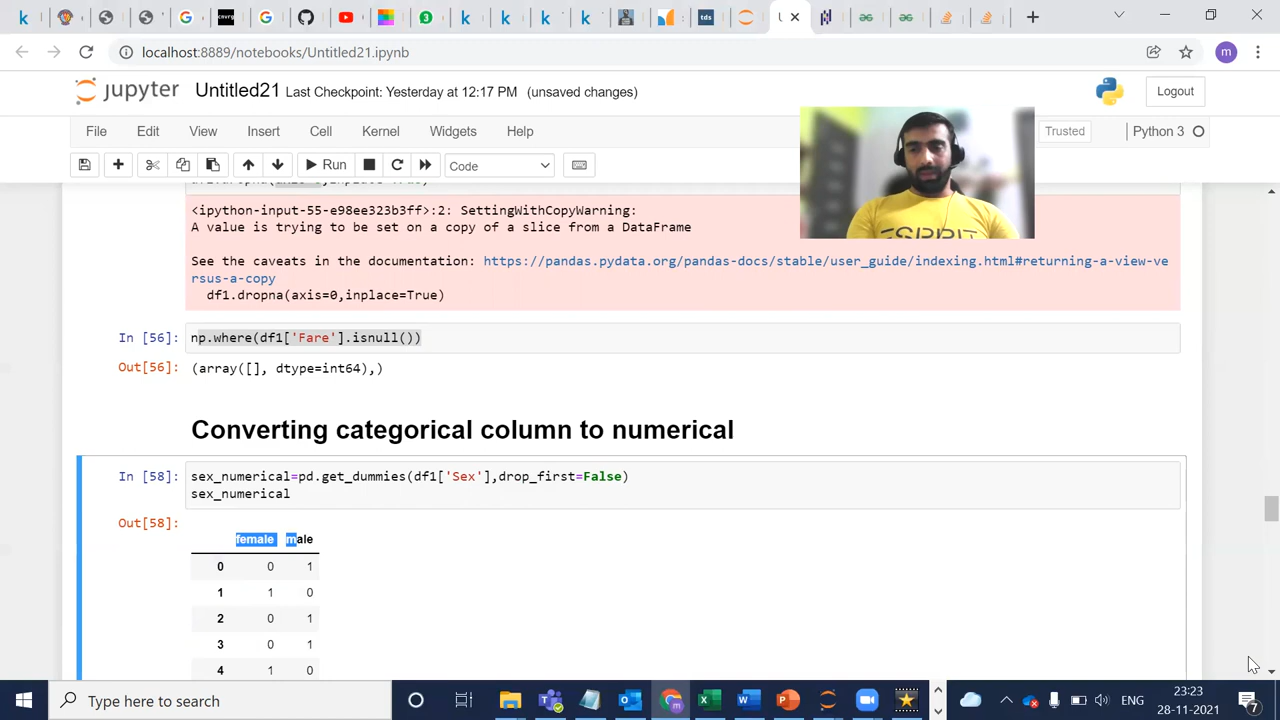 localhost:8889/notebooks/Untitled21.ipynb
m
jupyter Untitled21 Last Checkpoint: Yesterday at 12:17 PM (unsaved changes)
Logout
File Edit View Insert Cell Kernel Widgets Help
Trusted
Python 3
Run
Code
<ipython-input-55-e98ee323b3ff>:2: SettingWithCopyWarning:
A value is trying to be set on a copy of a slice from a DataFrame
See the caveats in the documentation: https://pandas.pydata.org/pandas-docs/stable/user_guide/indexing.html#returning-a-view-ve
rsus-a-copy
df1.dropna(axis=0,inplace=True)
In [56]: np.where(df1['Fare'].isnull())
Out[56]: (array([], dtype=int64),)
Converting categorical column to numerical
In [58]: sex_numerical=pd.get_dummies(df1['Sex'],drop_first=False)
sex_numerical
Out[58]:
female male
0 0 1
1 1 0
2 0 1
3 0 1
4 1 0
Type here to search
ENG
23:23
28-11-2021
7